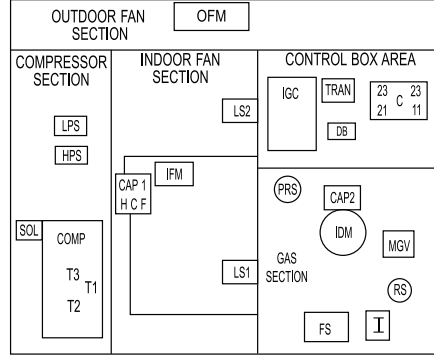 OUTDOOR FAN
SECTION
OFM
COMPRESSOR
SECTION
LPS
HPS
SOL
COMP
T3
T1
T2
INDOOR FAN
SECTION
LS2
CAP 1
H C F
IFM
LS1
CONTROL BOX AREA
IGC
TRAN
DB
23 C 23
21 11
PRS
CAP2
IDM
MGV
GAS
SECTION
RS
FS
I